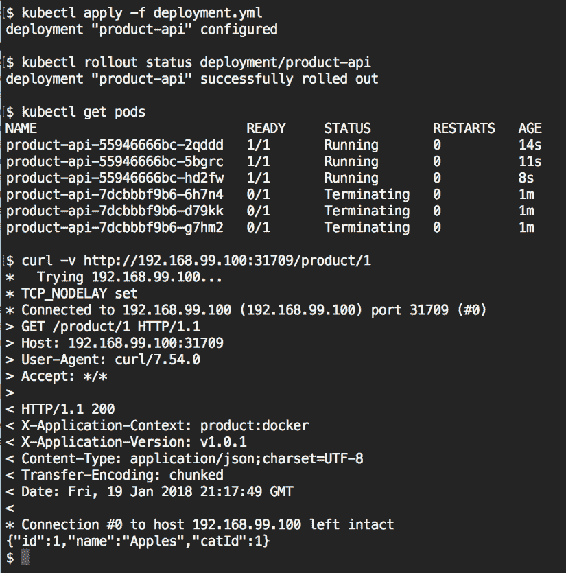 $ kubectl apply -f deployment.yml
deployment "product-api" configured
$ kubectl rollout status deployment/product-api
deployment "product-api" successfully rolled out
$ kubectl get pods
NAME READY STATUS RESTARTS AGE
product-api-55946666bc-2qddd 1/1 Running 0 14s
product-api-55946666bc-5bgrc 1/1 Running 0 11s
product-api-55946666bc-hd2fw 1/1 Running 0 8s
product-api-7dcbbbf9b6-6h7n4 0/1 Terminating 0 1m
product-api-7dcbbbf9b6-d79kk 0/1 Terminating 0 1m
product-api-7dcbbbf9b6-g7hm2 0/1 Terminating 0 1m
$ curl -v http://192.168.99.100:31709/product/1
*   Trying 192.168.99.100...
* TCP_NODELAY set
* Connected to 192.168.99.100 (192.168.99.100) port 31709 (#0)
> GET /product/1 HTTP/1.1
> Host: 192.168.99.100:31709
> User-Agent: curl/7.54.0
> Accept: */*
>
< HTTP/1.1 200
< X-Application-Context: product:docker
< X-Application-Version: v1.0.1
< Content-Type: application/json;charset=UTF-8
< Transfer-Encoding: chunked
< Date: Fri, 19 Jan 2018 21:17:49 GMT
<
* Connection #0 to host 192.168.99.100 left intact
{"id":1,"name":"Apples","catId":1}
$